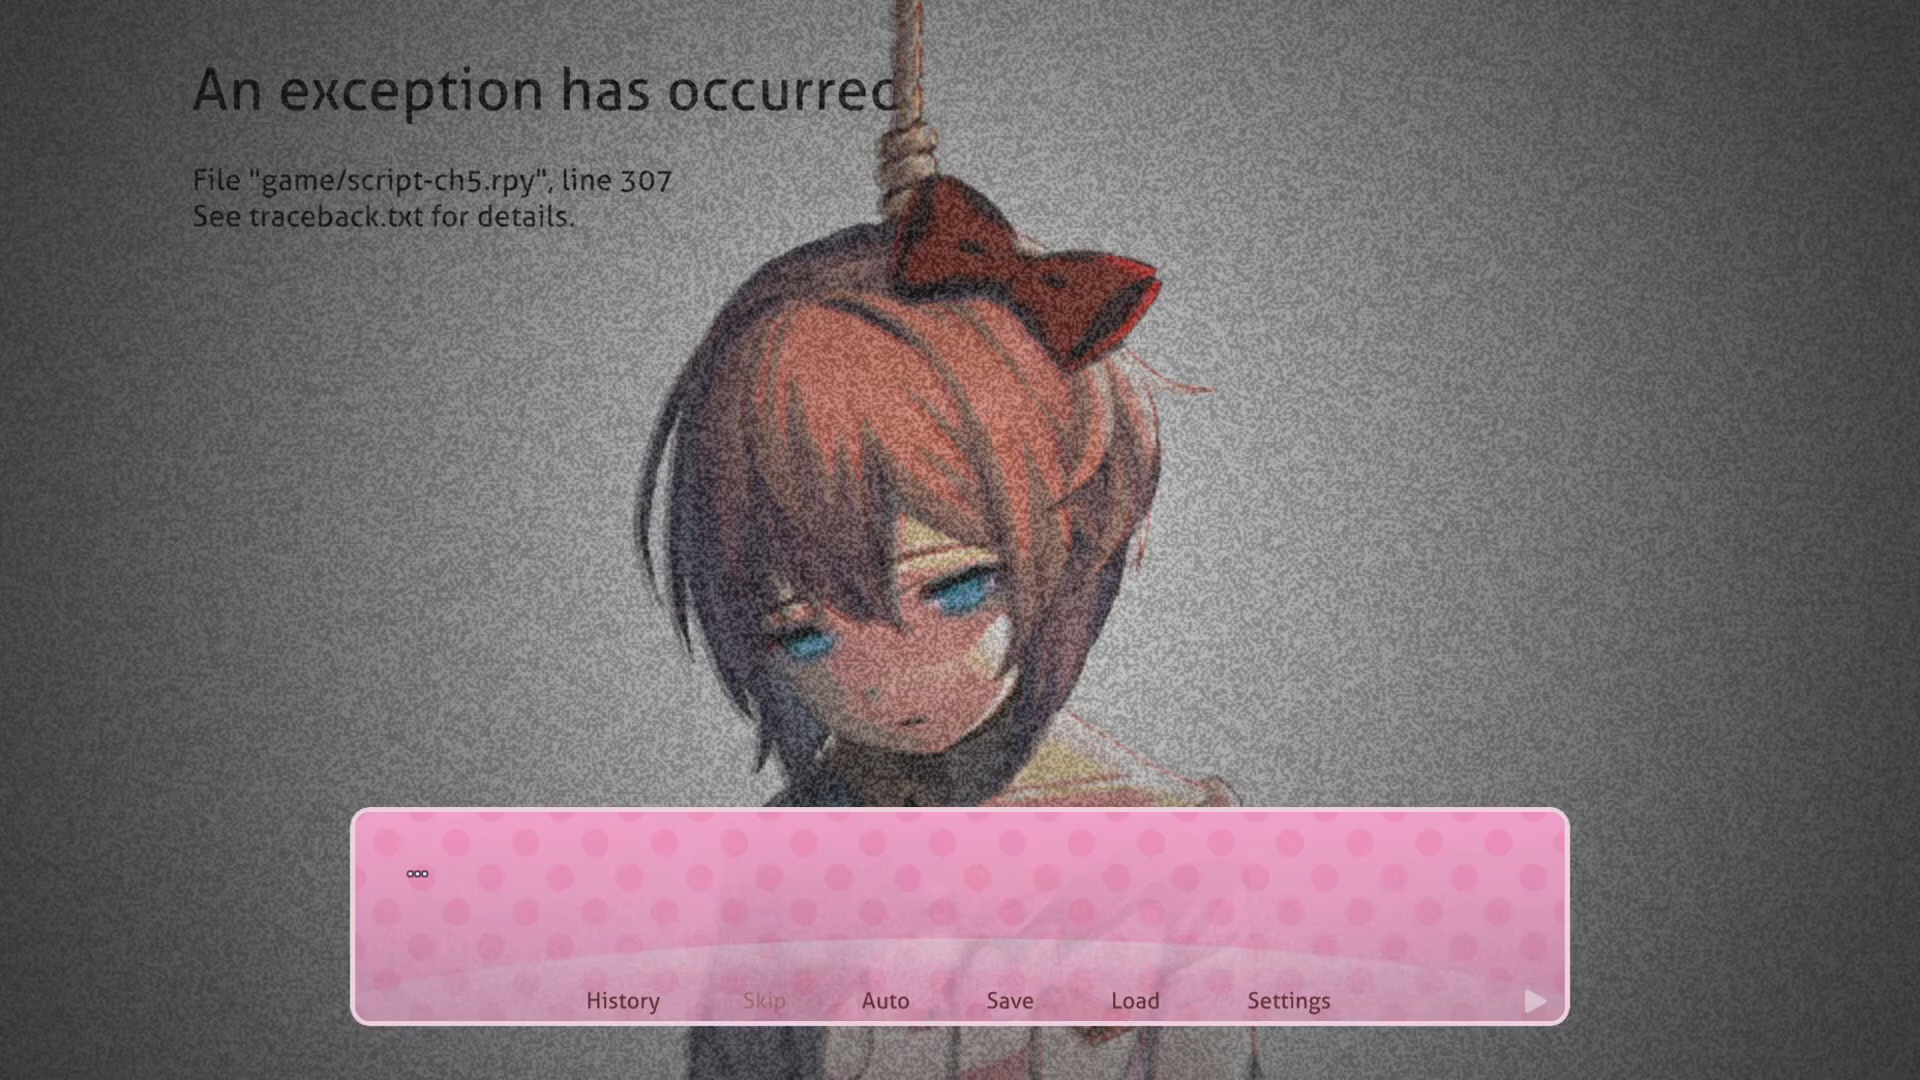 An exception has occurred
File "game/script-ch5.rpy", line 307
See traceback.txt for details.
...
History Skip Auto Save Load Settings